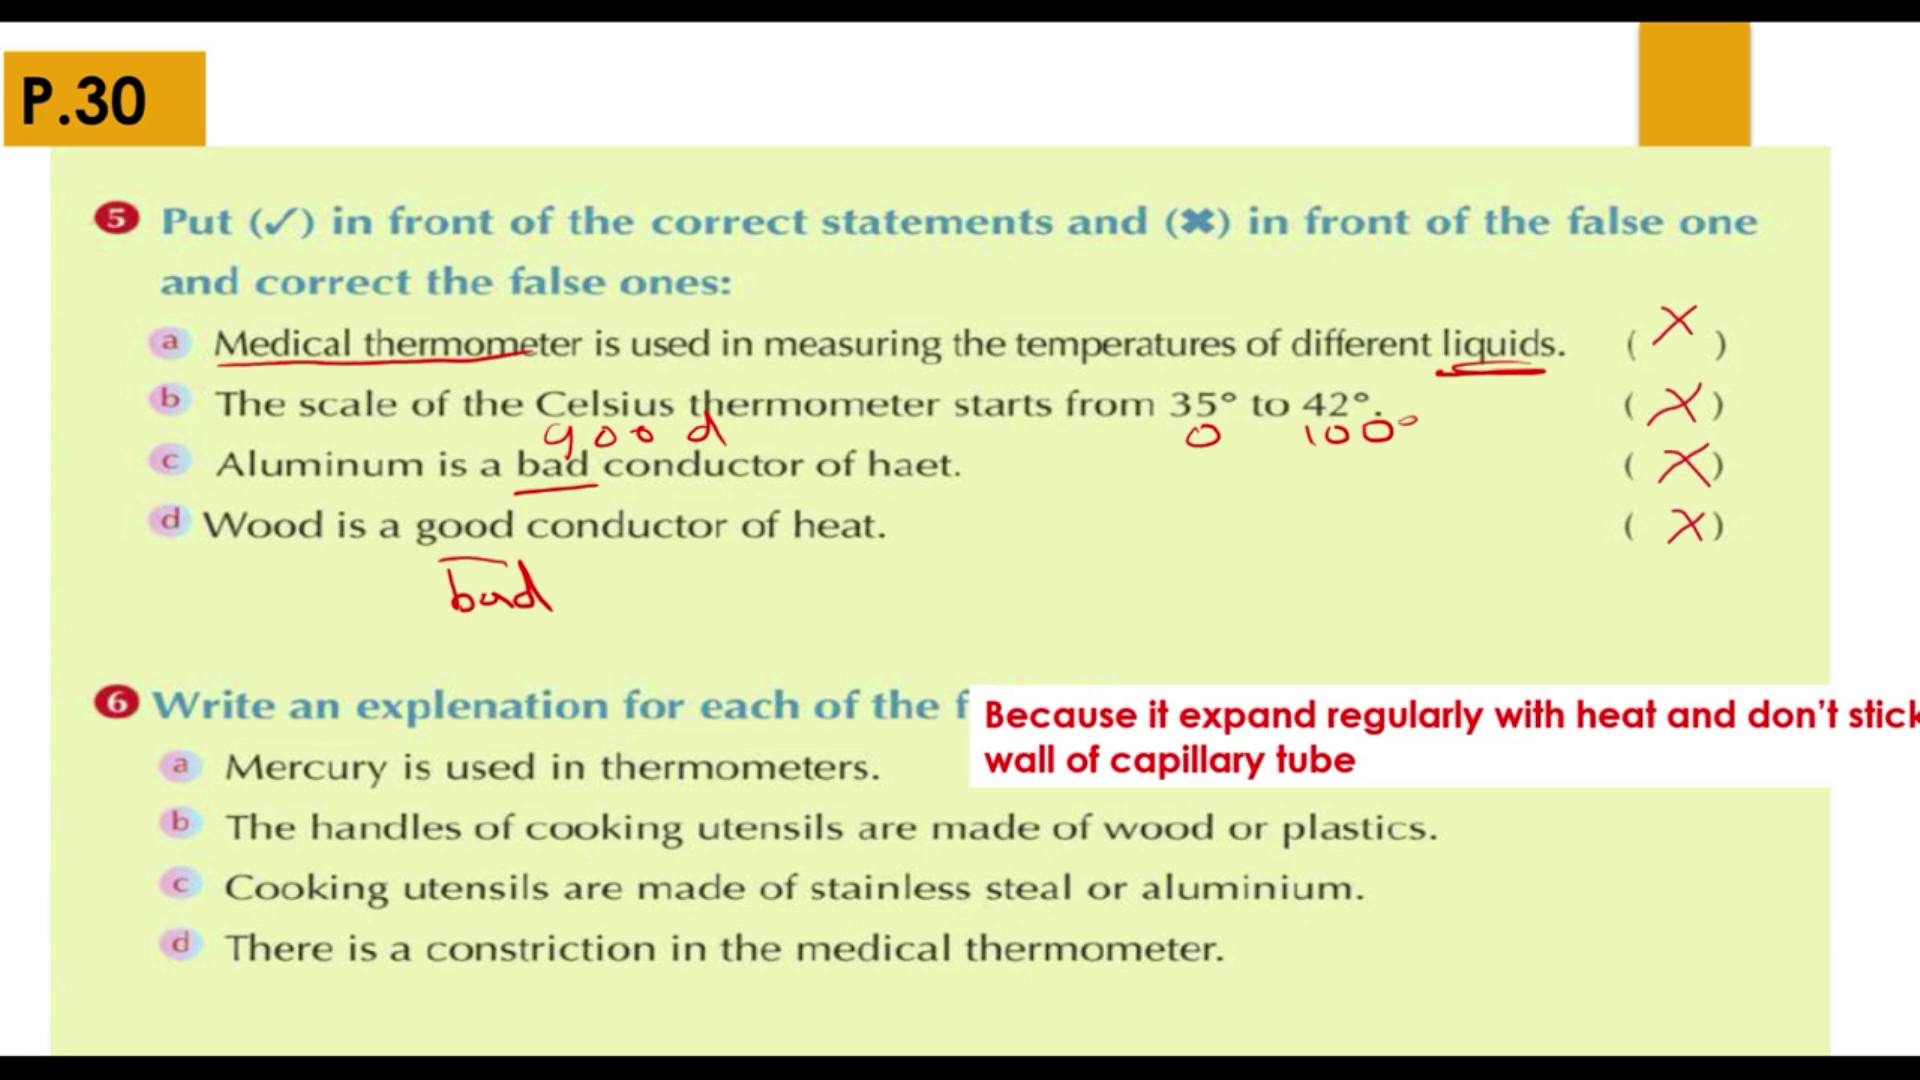 P.30
5 Put (✓) in front of the correct statements and (✖) in front of the false one
and correct the false ones:
a Medical thermometer is used in measuring the temperatures of different liquids. ( X )
b The scale of the Celsius thermometer starts from 35° to 42°. ( X )
good 0 100°
c Aluminum is a bad conductor of haet. ( X )
d Wood is a good conductor of heat. ( X )
bad
6 Write an explenation for each of the f
Because it expand regularly with heat and don't stick
wall of capillary tube
a Mercury is used in thermometers.
b The handles of cooking utensils are made of wood or plastics.
c Cooking utensils are made of stainless steal or aluminium.
d There is a constriction in the medical thermometer.